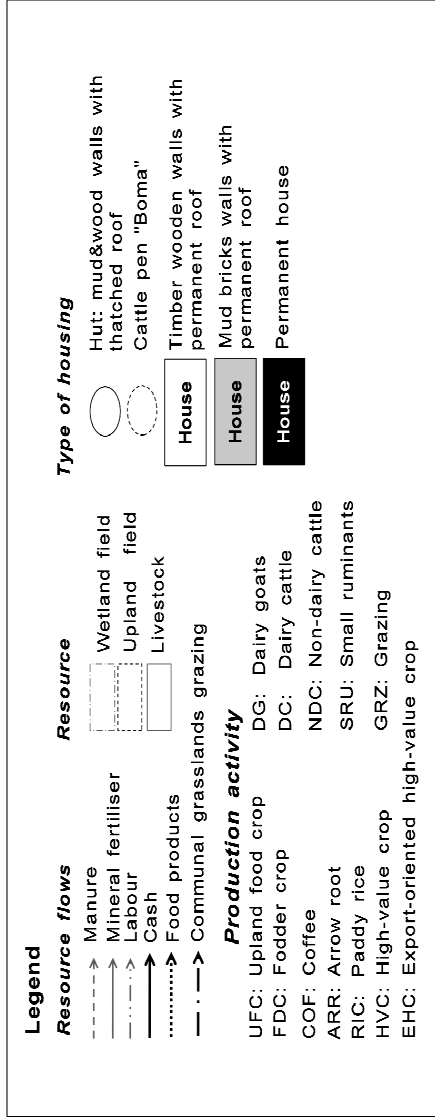 Legend
Resource flows
Manure
Mineral fertiliser
Labour
Cash
Food products
Communal grasslands grazing
Resource
Wetland field
Upland field
Livestock
Type of housing
Hut: mud&wood walls with
thatched roof
Cattle pen "Boma"
House
Timber wooden walls with
permanent roof
House
Mud bricks walls with
permanent roof
House
Permanent house
Production activity
UFC: Upland food crop
FDC: Fodder crop
COF: Coffee
ARR: Arrow root
RIC: Paddy rice
HVC: High-value crop
EHC: Export-oriented high-value crop
DG: Dairy goats
DC: Dairy cattle
NDC: Non-dairy cattle
SRU: Small ruminants
GRZ: Grazing